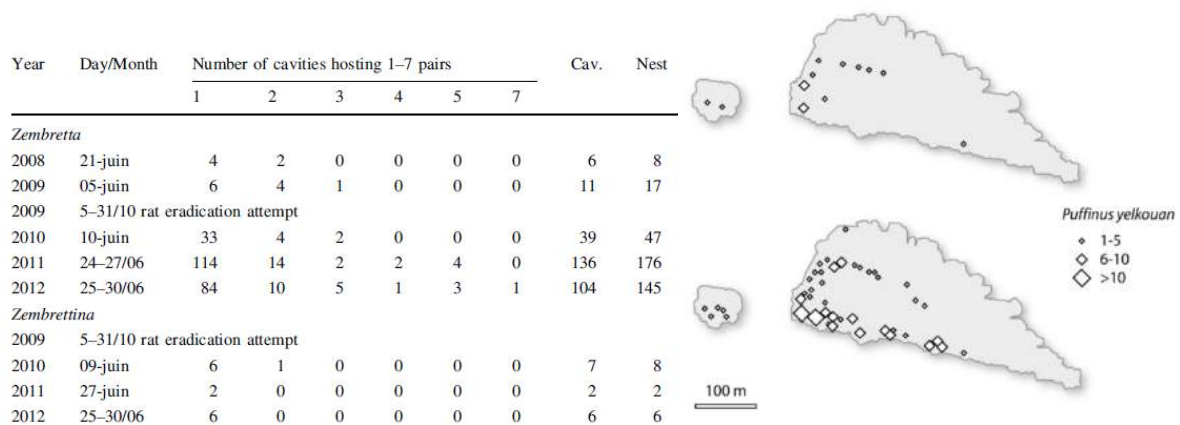 Year Day/Month Number of cavities hosting 1–7 pairs Cav. Nest
1 2 3 4 5 7
Zembretta
2008 21-juin 4 2 0 0 0 0 6 8
2009 05-juin 6 4 1 0 0 0 11 17
2009 5–31/10 rat eradication attempt
2010 10-juin 33 4 2 0 0 0 39 47
2011 24–27/06 114 14 2 2 4 0 136 176
2012 25–30/06 84 10 5 1 3 1 104 145
Zembrettina
2009 5–31/10 rat eradication attempt
2010 09-juin 6 1 0 0 0 0 7 8
2011 27-juin 2 0 0 0 0 0 2 2
2012 25–30/06 6 0 0 0 0 0 6 6
Puffinus yelkouan
1-5
6-10
>10
100 m